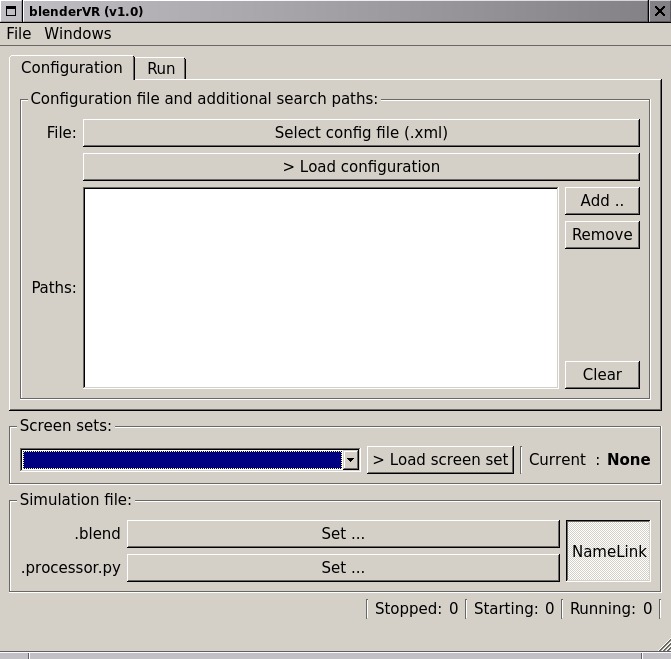 blenderVR (v1.0)
File Windows
Configuration Run
Configuration file and additional search paths:
File: Select config file (.xml)
> Load configuration
Add ..
Remove
Paths:
Clear
Screen sets:
> Load screen set Current : None
Simulation file:
.blend Set ...
NameLink
.processor.py Set ...
Stopped: 0 Starting: 0 Running: 0